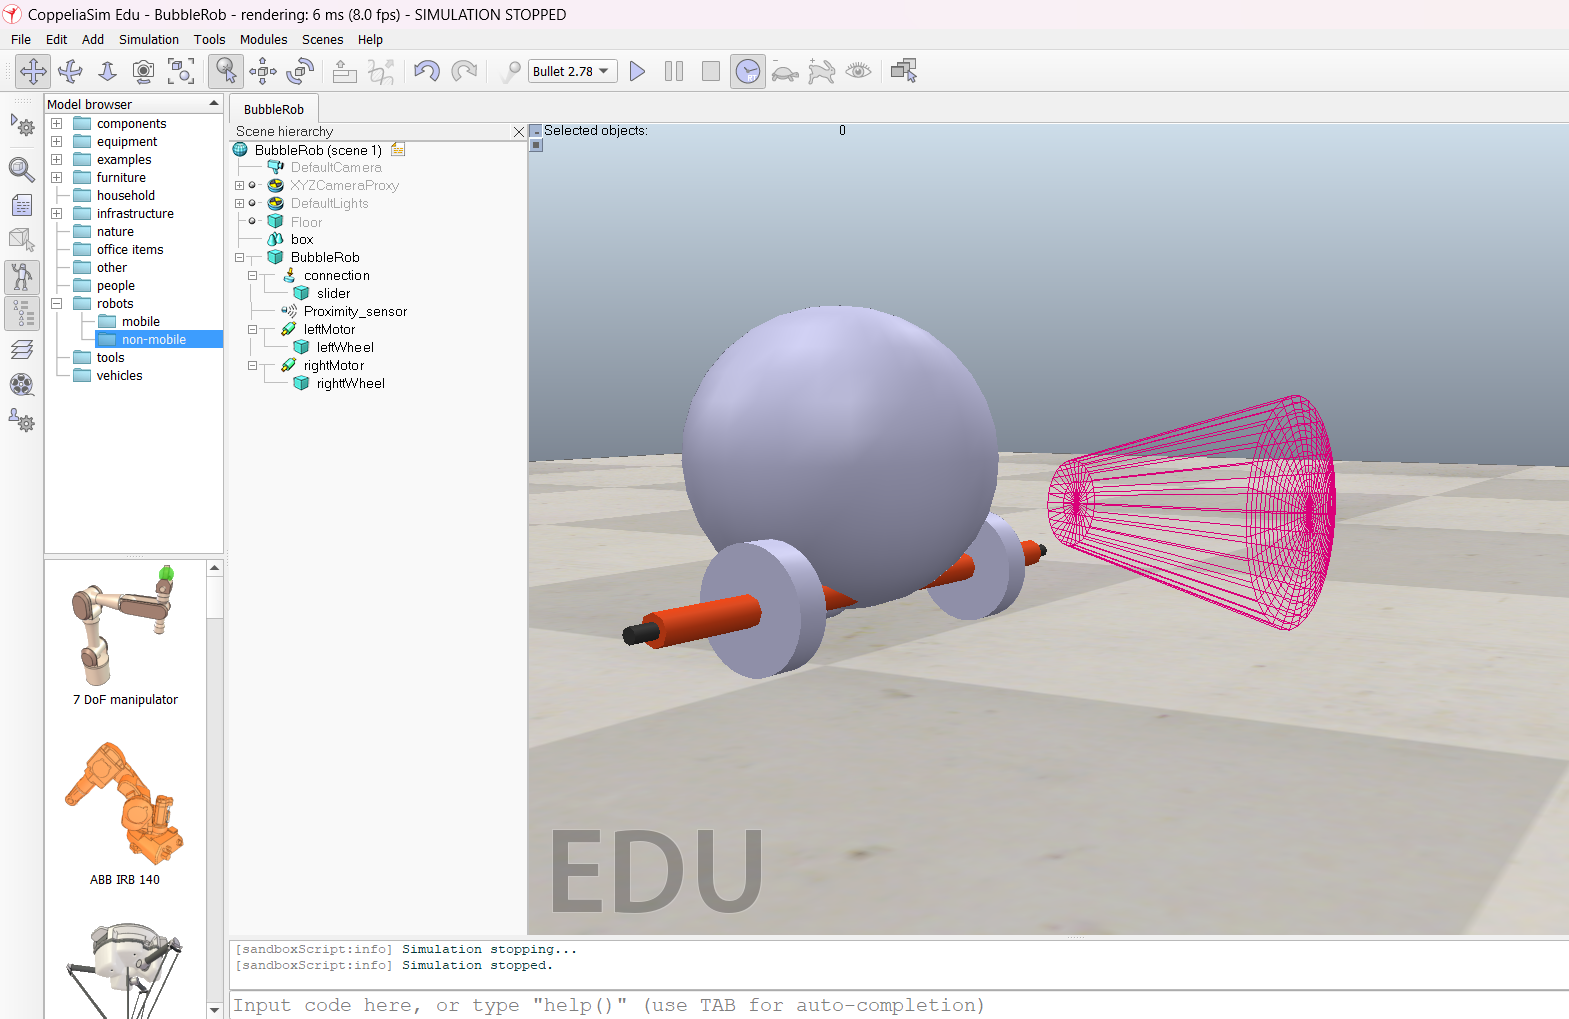 CoppeliaSim Edu - BubbleRob - rendering: 6 ms (8.0 fps) - SIMULATION STOPPED
File Edit Add Simulation Tools Modules Scenes Help
Bullet 2.78
RT
Model browser
components
equipment
examples
furniture
household
infrastructure
nature
office items
other
people
robots
mobile
non-mobile
tools
vehicles
7 DoF manipulator
ABB IRB 140
BubbleRob
Scene hierarchy
BubbleRob (scene 1)
DefaultCamera
XYZCameraProxy
DefaultLights
Floor
box
BubbleRob
connection
slider
Proximity_sensor
leftMotor
leftWheel
rightMotor
righttWheel
Selected objects: 0
EDU
[sandboxScript:info] Simulation stopping...
[sandboxScript:info] Simulation stopped.
Input code here, or type "help()" (use TAB for auto-completion)